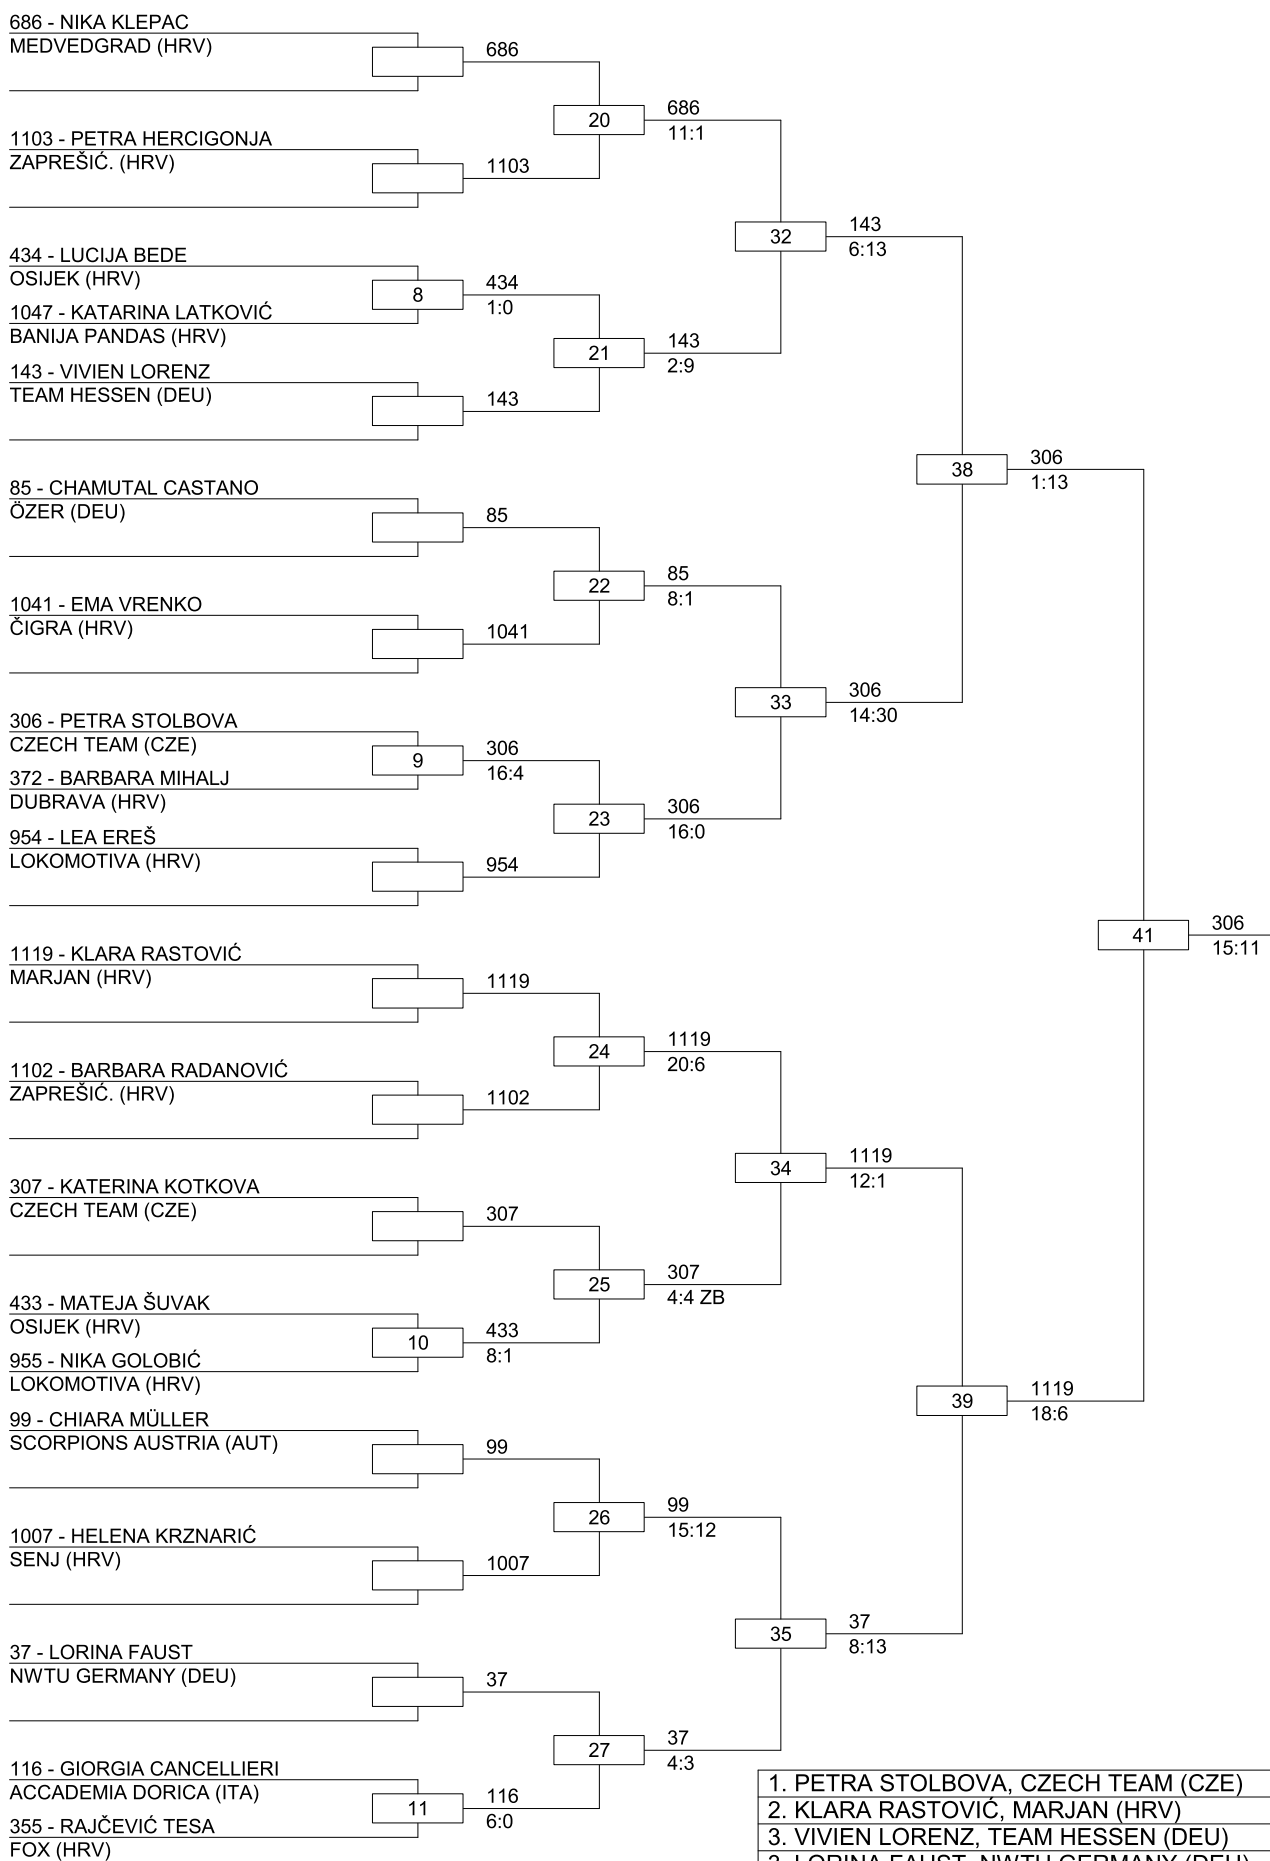 686 - NIKA KLEPAC
MEDVEDGRAD (HRV)
686
20
686
11:1
1103 - PETRA HERCIGONJA
ZAPREŠIĆ. (HRV)
1103
32
143
6:13
434 - LUCIJA BEDE
OSIJEK (HRV)
8
434
1:0
1047 - KATARINA LATKOVIĆ
BANIJA PANDAS (HRV)
21
143
2:9
143 - VIVIEN LORENZ
TEAM HESSEN (DEU)
143
38
306
1:13
85 - CHAMUTAL CASTANO
ÖZER (DEU)
85
22
85
8:1
1041 - EMA VRENKO
ČIGRA (HRV)
1041
33
306
14:30
306 - PETRA STOLBOVA
CZECH TEAM (CZE)
9
306
16:4
372 - BARBARA MIHALJ
DUBRAVA (HRV)
23
306
16:0
954 - LEA EREŠ
LOKOMOTIVA (HRV)
954
41
306
15:11
1119 - KLARA RASTOVIĆ
MARJAN (HRV)
1119
24
1119
20:6
1102 - BARBARA RADANOVIĆ
ZAPREŠIĆ. (HRV)
1102
34
1119
12:1
307 - KATERINA KOTKOVA
CZECH TEAM (CZE)
307
25
307
4:4 ZB
433 - MATEJA ŠUVAK
OSIJEK (HRV)
10
433
8:1
955 - NIKA GOLOBIĆ
LOKOMOTIVA (HRV)
39
1119
18:6
99 - CHIARA MÜLLER
SCORPIONS AUSTRIA (AUT)
99
26
99
15:12
1007 - HELENA KRZNARIĆ
SENJ (HRV)
1007
35
37
8:13
37 - LORINA FAUST
NWTU GERMANY (DEU)
37
27
37
4:3
116 - GIORGIA CANCELLIERI
ACCADEMIA DORICA (ITA)
11
116
6:0
355 - RAJČEVIĆ TESA
FOX (HRV)
1. PETRA STOLBOVA, CZECH TEAM (CZE)
2. KLARA RASTOVIĆ, MARJAN (HRV)
3. VIVIEN LORENZ, TEAM HESSEN (DEU)
3. LORINA FAUST, NWTU GERMANY (DEU)